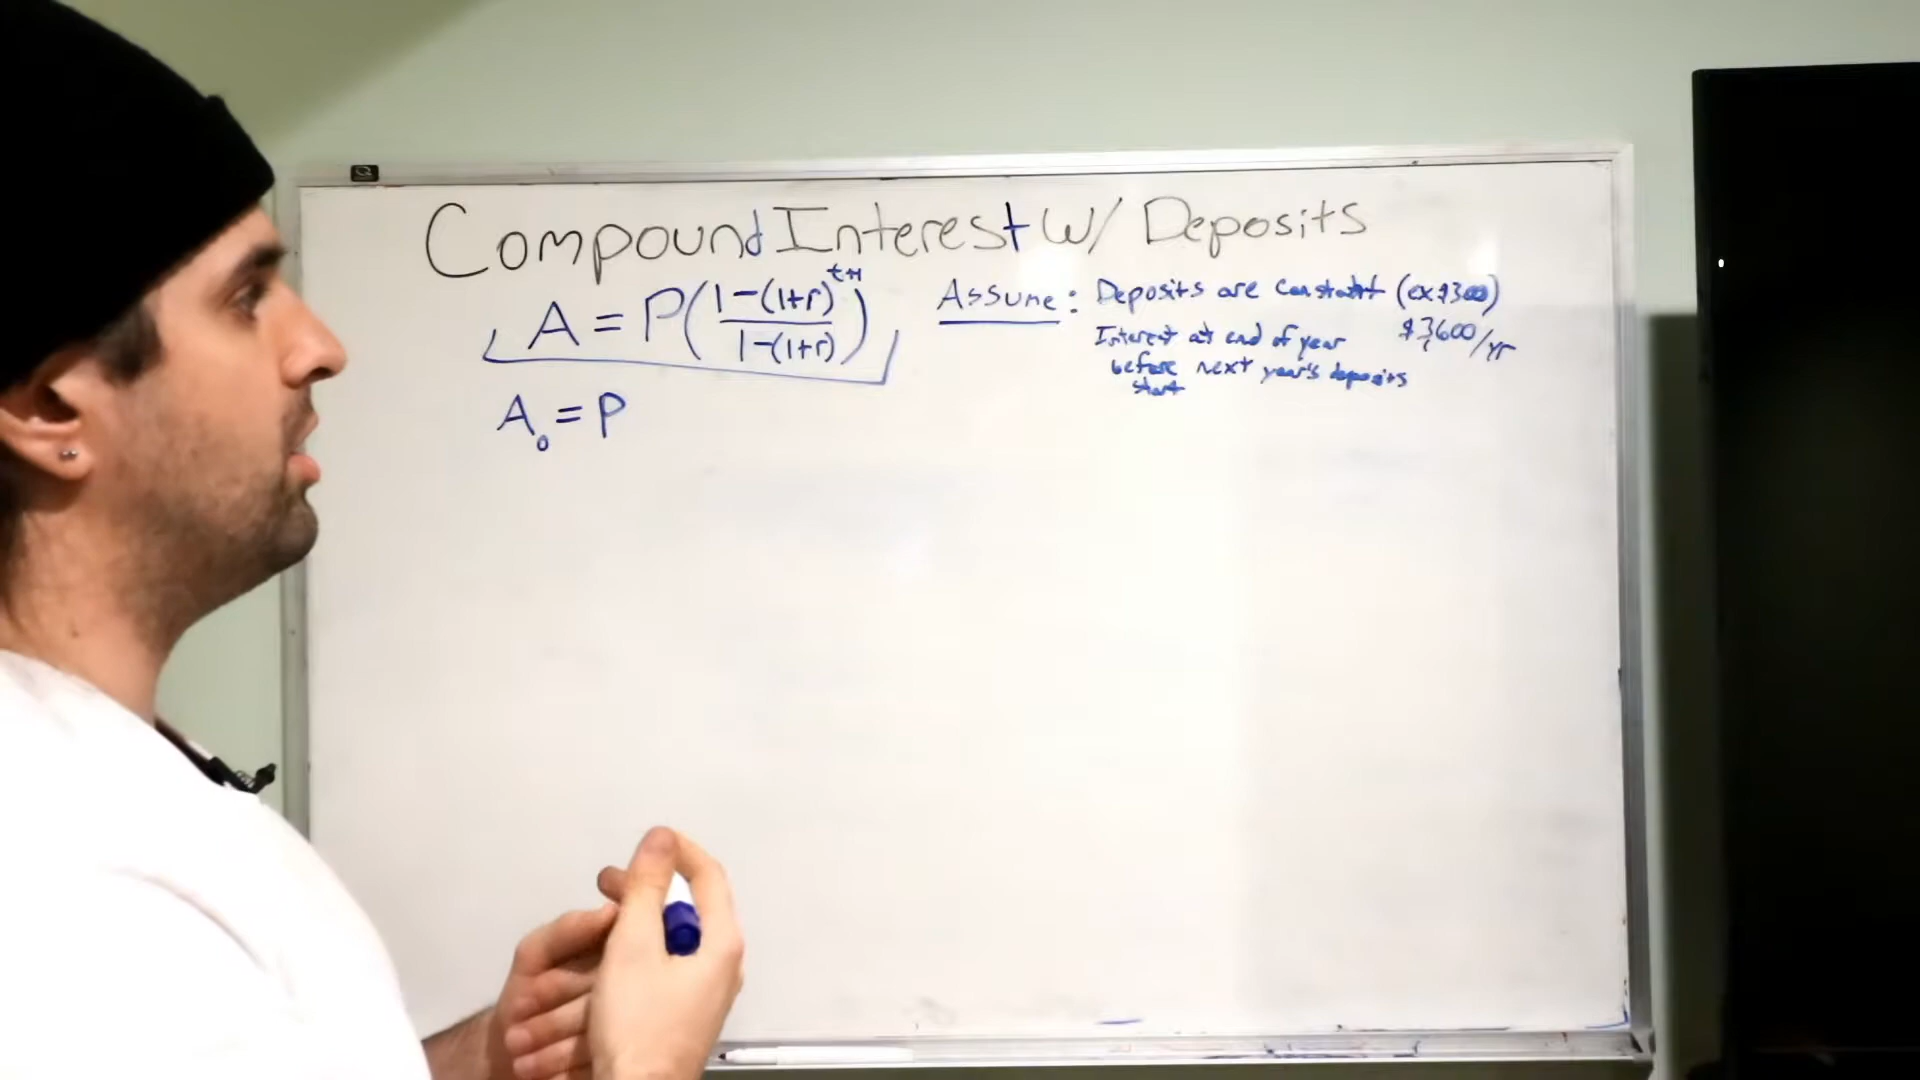 Compound Interest w/ Deposits
A = P(1-(1+r)^t+1 / 1-(1+r))
A₀ = P
Assume: Deposits are constant (ex $300)
$3600/yr
Interest at end of year
before next year's deposits
start